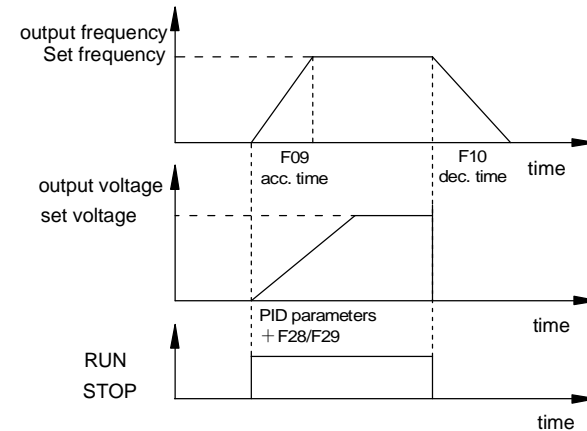 output frequency
Set frequency
F09
acc. time
F10
dec. time
time
output voltage
set voltage
PID parameters
＋F28/F29
time
RUN
STOP
time